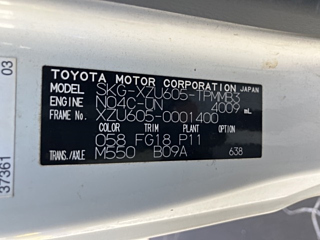 TOYOTA MOTOR CORPORATION JAPAN
MODEL SKG-XZU605-TPMMB3
ENGINE N04C-UN 4009 mL
FRAME No. XZU605-0001400
COLOR TRIM PLANT OPTION
058 FG18 P11
TRANS./AXLE M550 B09A 638
37361 03